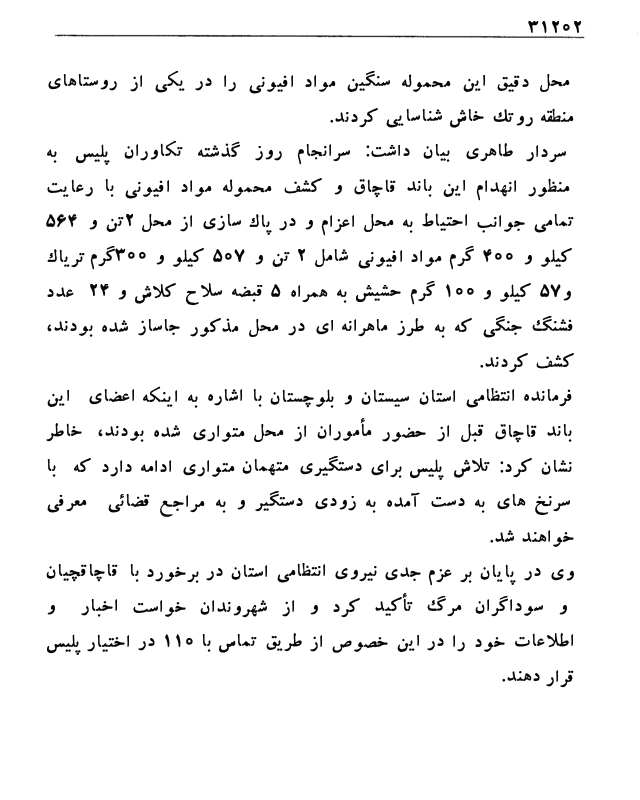 ۳۱۲۰۲
محل دقیق این محموله سنگین مواد افیونی را در یکی از روستاهای
منطقه روتك خاش شناسایی کردند.
سردار طاهری بیان داشت: سرانجام روز گذشته تکاوران پلیس به
منظور انهدام این باند قاچاق و کشف محموله مواد افیونی با رعایت
تمامی جوانب احتیاط به محل اعزام و در پاك سازی از محل ۲تن و ۵۶۴
کیلو و ۴۰۰ گرم مواد افیونی شامل ۲ تن و ۵۰۷ کیلو و ۳۰۰گرم تریاك
و۵۷ کیلو و ۱۰۰ گرم حشیش به همراه ۵ قبضه سلاح کلاش و ۲۴ عدد
فشنگ جنگی که به طرز ماهرانه ای در محل مذکور جاساز شده بودند،
کشف کردند.
فرمانده انتظامی استان سیستان و بلوچستان با اشاره به اینکه اعضای این
باند قاچاق قبل از حضور مأموران از محل متواری شده بودند، خاطر
نشان کرد: تلاش پلیس برای دستگیری متهمان متواری ادامه دارد که با
سرنخ های به دست آمده به زودی دستگیر و به مراجع قضائی معرفی
خواهند شد.
وی در پایان بر عزم جدی نیروی انتظامی استان در برخورد با قاچاقچیان
و سوداگران مرگ تأکید کرد و از شهروندان خواست اخبار و
اطلاعات خود را در این خصوص از طریق تماس با ۱۱۰ در اختیار پلیس
قرار دهند.